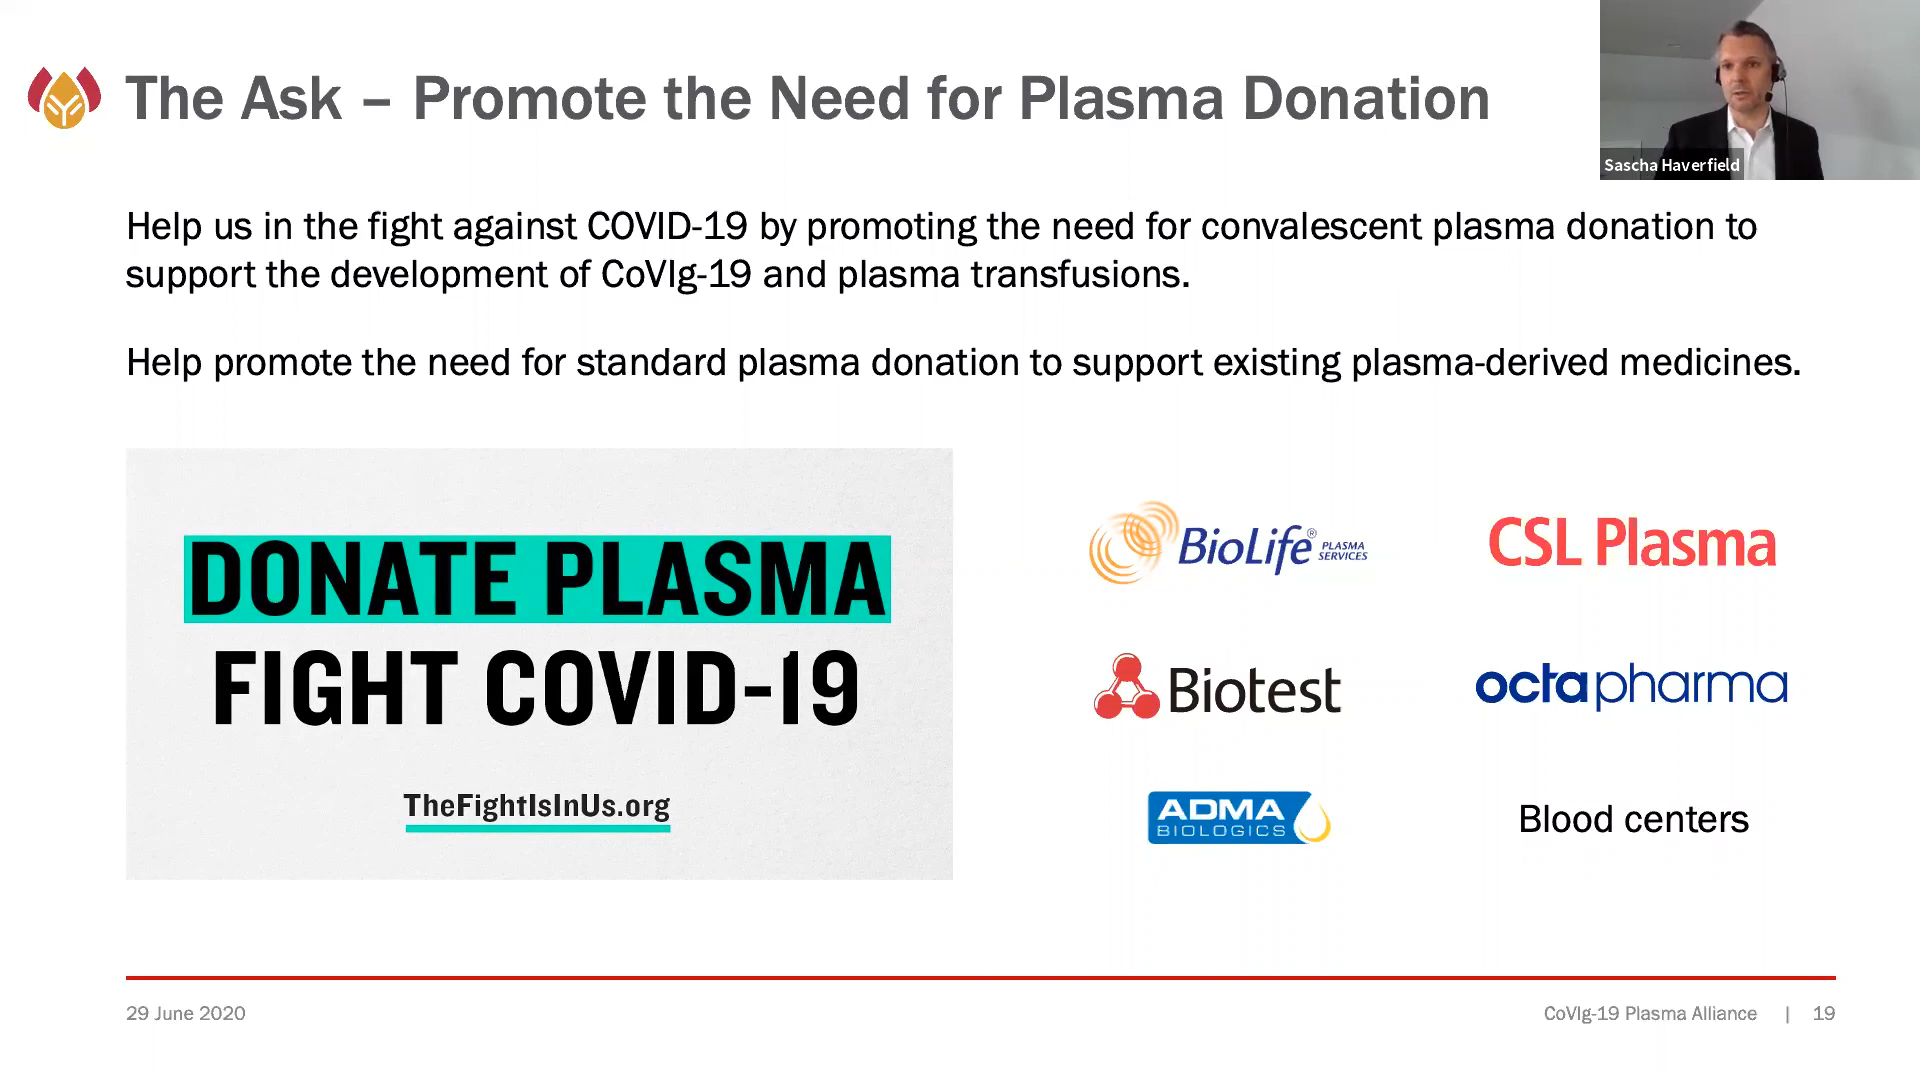 The Ask – Promote the Need for Plasma Donation
Sascha Haverfield
Help us in the fight against COVID-19 by promoting the need for convalescent plasma donation to
support the development of CoVIg-19 and plasma transfusions.
Help promote the need for standard plasma donation to support existing plasma-derived medicines.
DONATE PLASMA
FIGHT COVID-19
TheFightIsInUs.org
BioLife® PLASMA SERVICES
CSL Plasma
Biotest
octapharma
ADMA
BIOLOGICS
Blood centers
29 June 2020
CoVIg-19 Plasma Alliance | 19